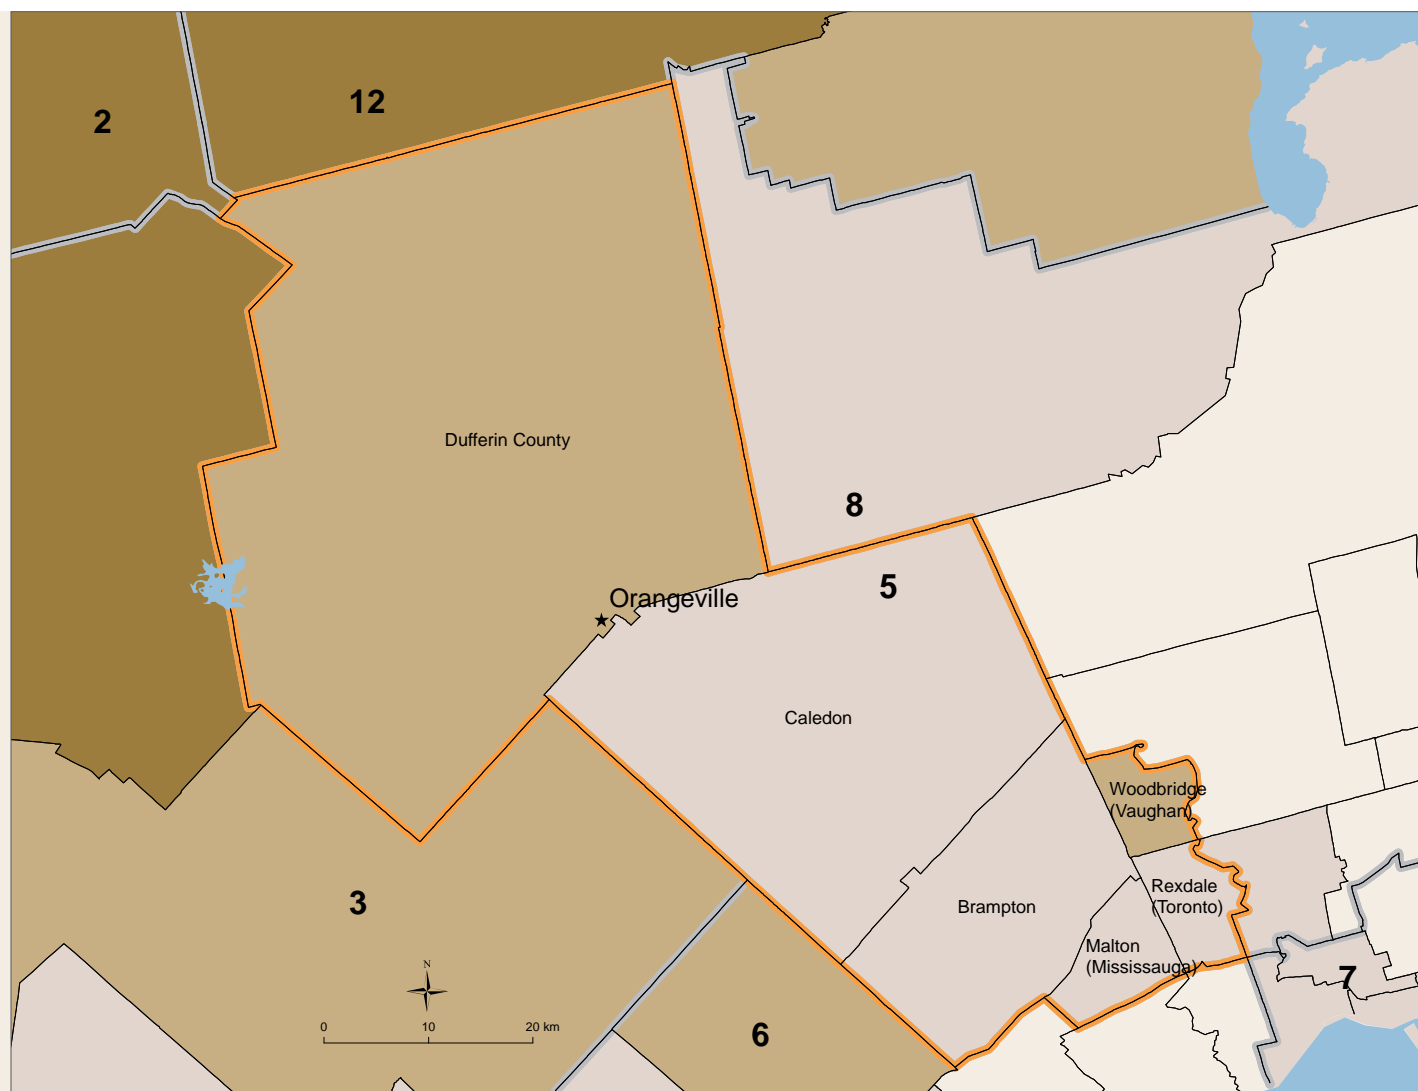 12
2
Dufferin County
8
5
Orangeville
Caledon
Woodbridge
(Vaughan)
Rexdale
(Toronto)
3
Brampton
Malton
(Mississauga)
N
7
0 10 20 km
6